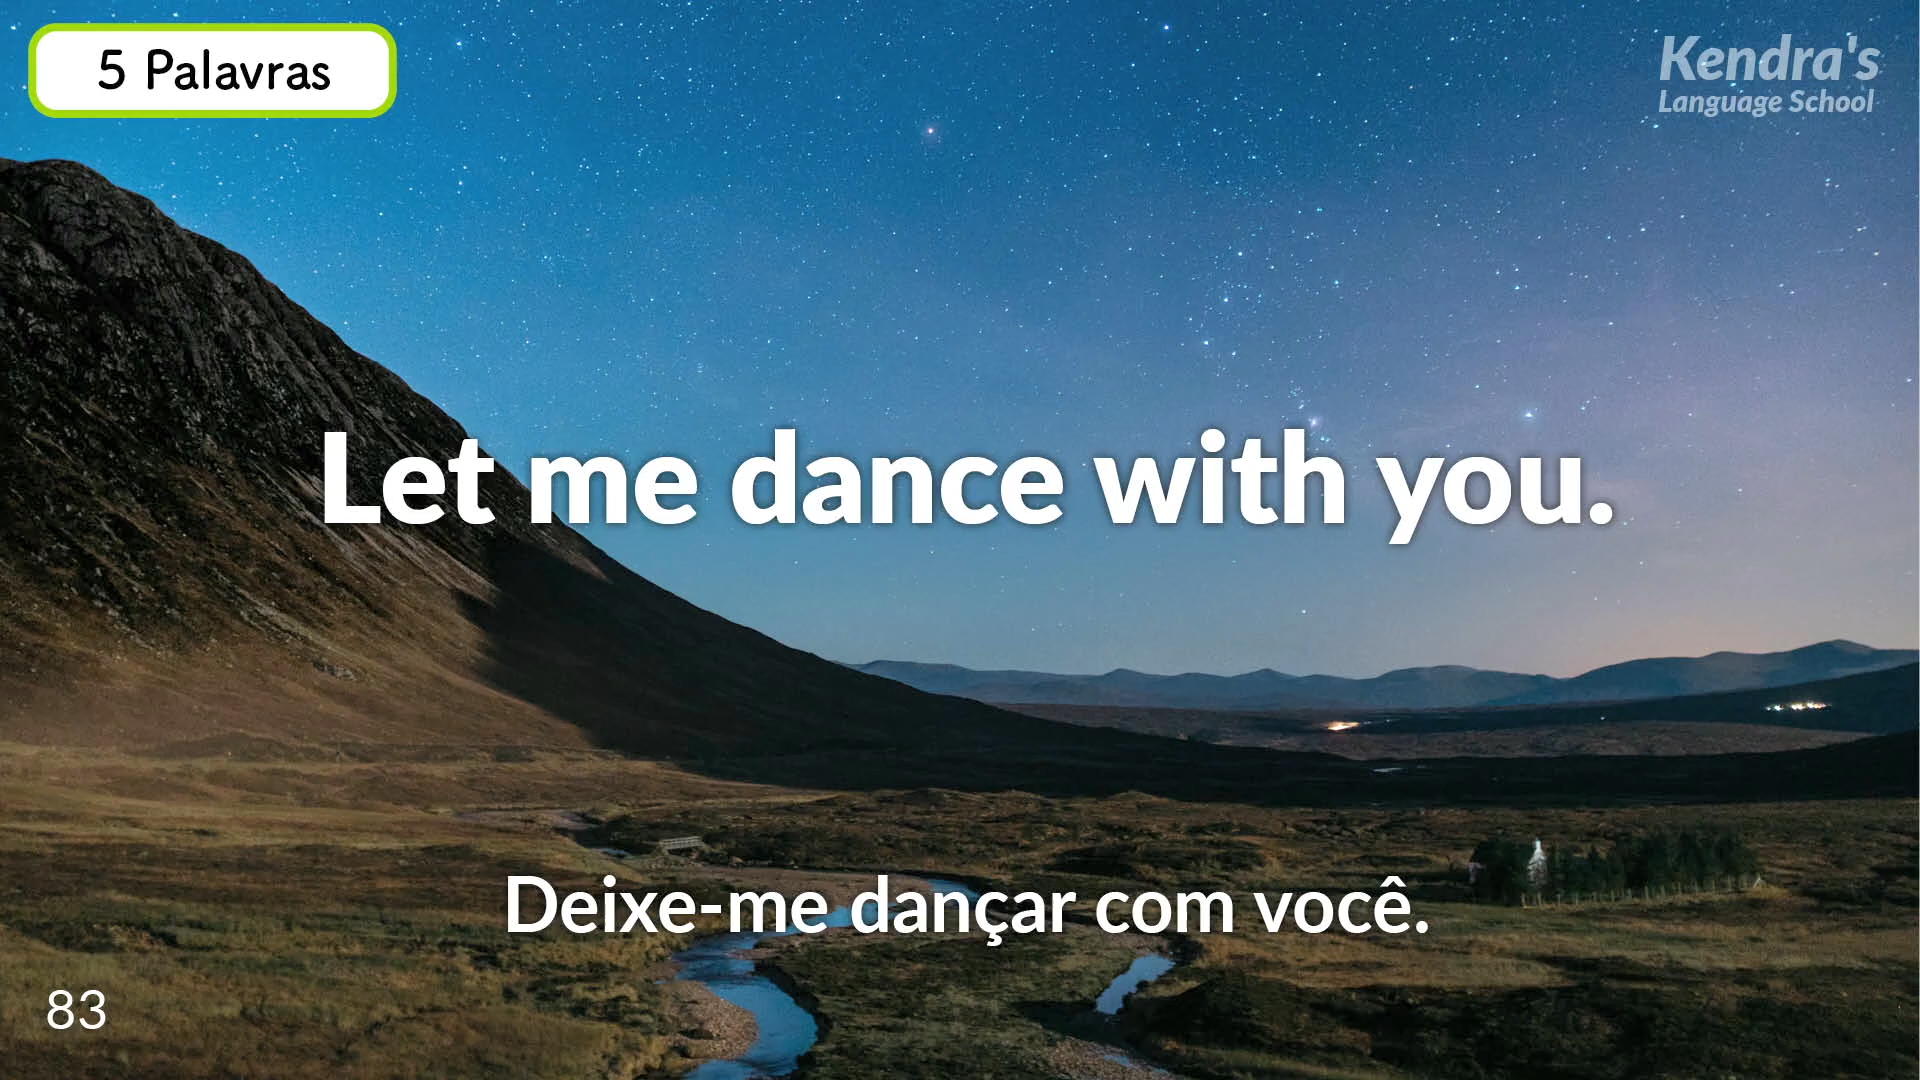 5 Palavras
Kendra's
Language School
Let me dance with you.
Deixe-me dançar com você.
83